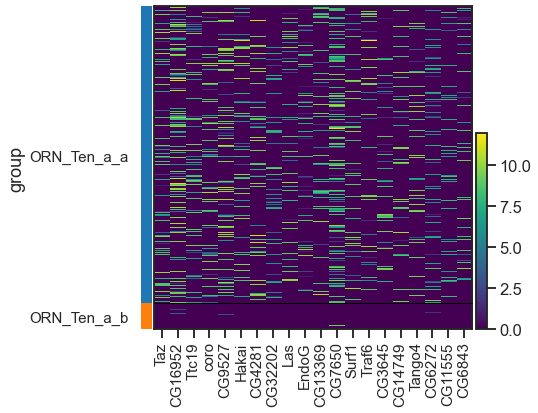 group
ORN_Ten_a_a
ORN_Ten_a_b
10.0
7.5
5.0
2.5
0.0
Taz
CG16952
Ttc19
coro
CG9527
Hakai
CG4281
CG32202
Las
EndoG
CG13369
CG7650
Surf1
Traf6
CG3645
CG14749
Tango4
CG6272
CG11555
CG6843